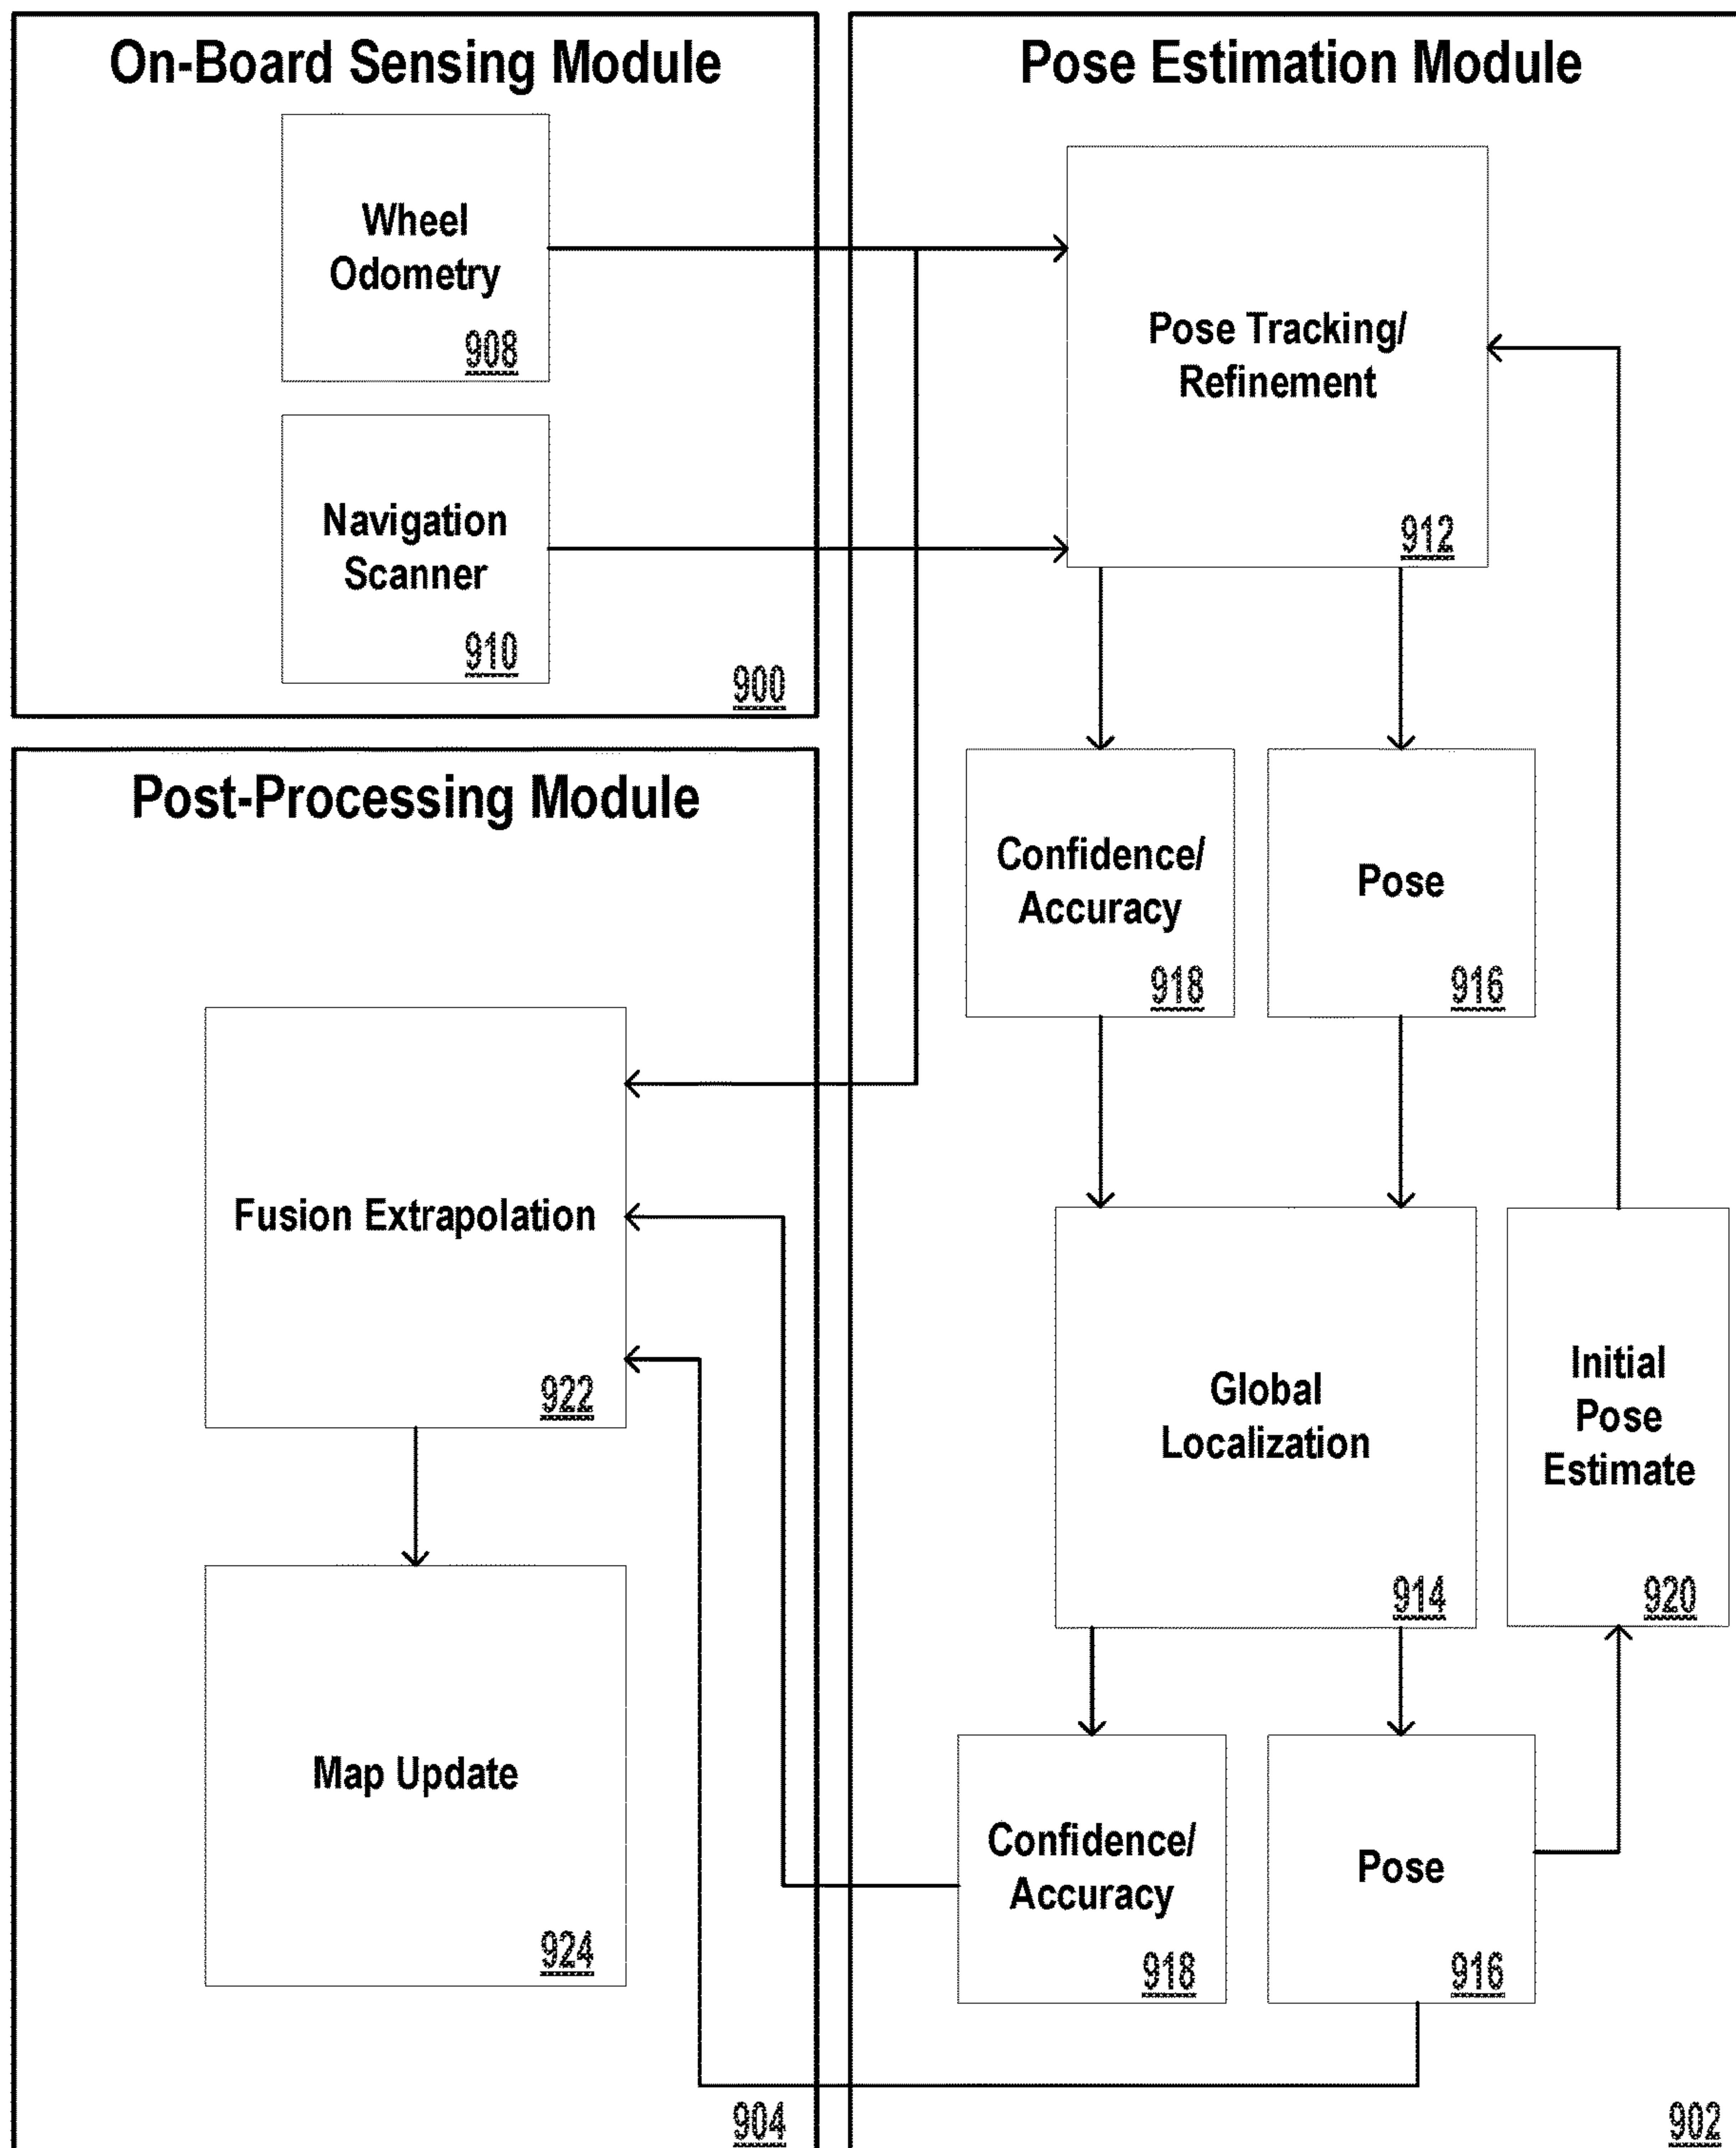 On-Board Sensing Module
Wheel
Odometry
908
Navigation
Scanner
910
900
Pose Estimation Module
Pose Tracking/
Refinement
912
Confidence/
Accuracy
918
Pose
916
Global
Localization
914
Initial
Pose
Estimate
920
Confidence/
Accuracy
918
Pose
916
902
Post-Processing Module
Fusion Extrapolation
922
Map Update
924
904